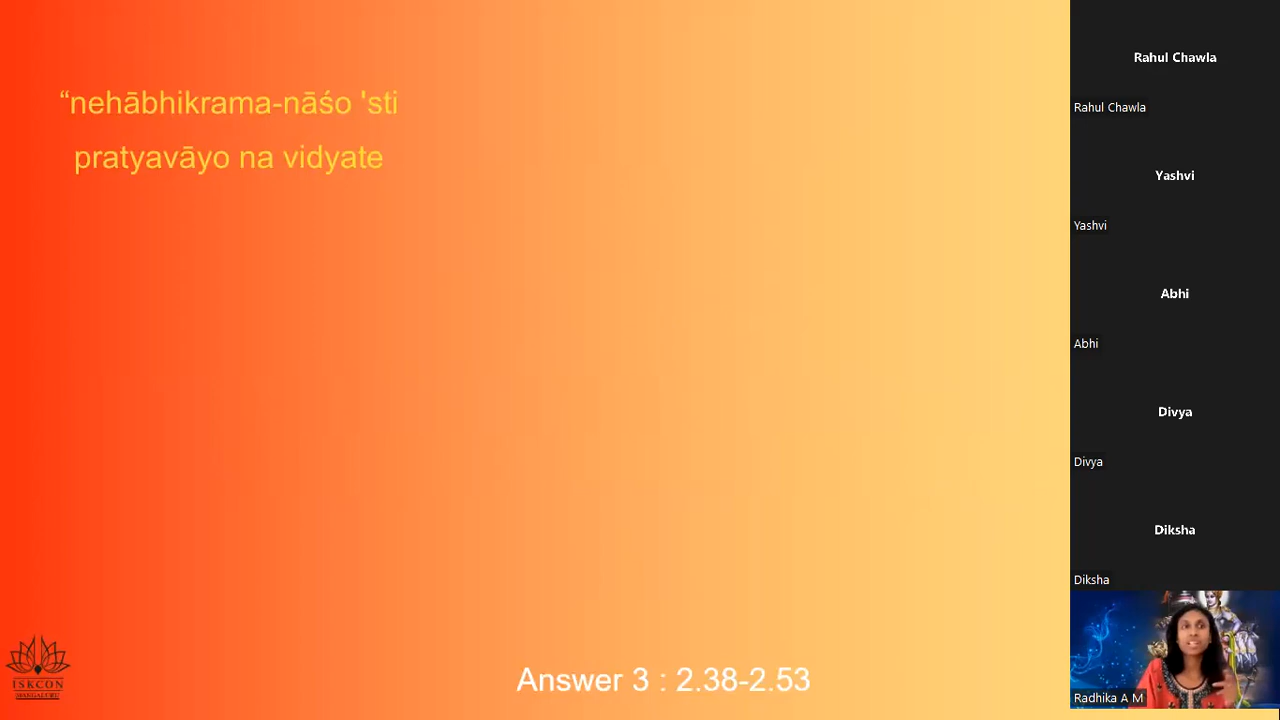 “nehābhikrama-nāśo 'sti
pratyavāyo na vidyate
Answer 3 : 2.38-2.53
ISKCON
MANGALURU
Rahul Chawla
Rahul Chawla
Yashvi
Yashvi
Abhi
Abhi
Divya
Divya
Diksha
Diksha
Radhika A M